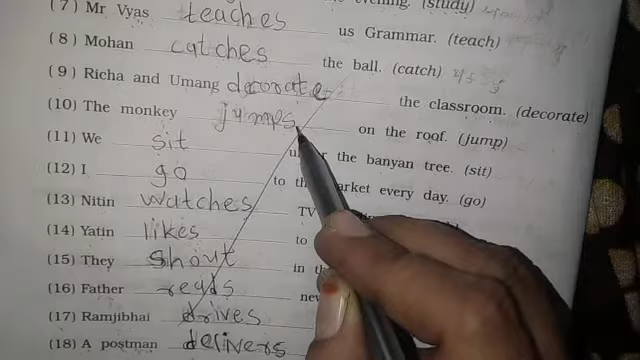 (7) Mr Vyas teaches us Grammar. (teach)
(8) Mohan catches the ball. (catch)
(9) Richa and Umang decorate the classroom. (decorate)
(10) The monkey jumps on the roof. (jump)
(11) We sit the banyan tree. (sit)
(12) I go to every day. (go)
(13) Nitin watches TV
(14) Yatin likes to
(15) They shout in
(16) Father reads
(17) Ramjibhai drives
(18) A postman delivers